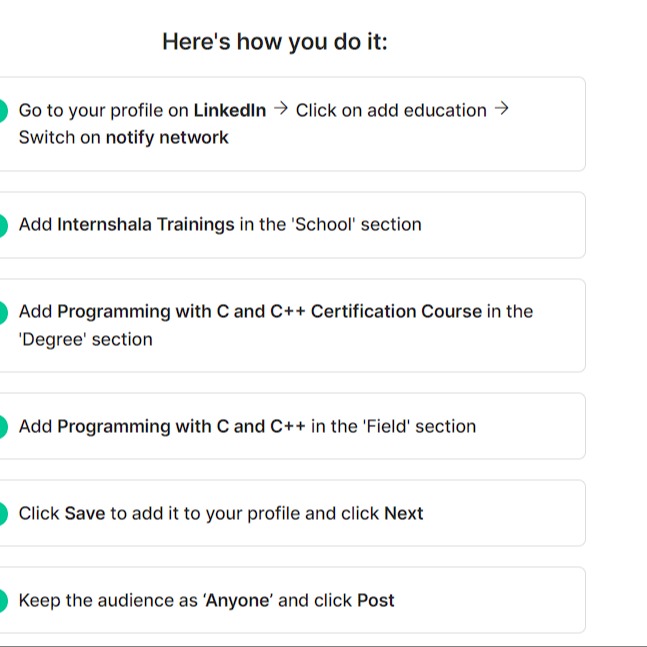 Here's how you do it:
Go to your profile on LinkedIn → Click on add education →
Switch on notify network
Add Internshala Trainings in the 'School' section
Add Programming with C and C++ Certification Course in the
'Degree' section
Add Programming with C and C++ in the 'Field' section
Click Save to add it to your profile and click Next
Keep the audience as ‘Anyone’ and click Post